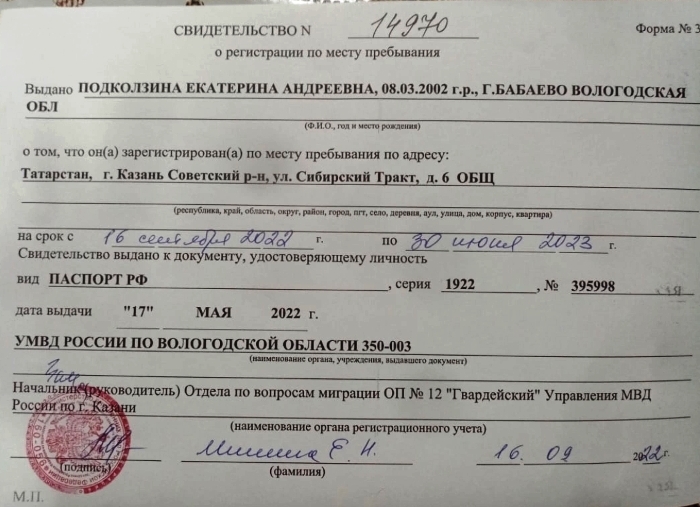 СВИДЕТЕЛЬСТВО N 14970 Форма № 3
о регистрации по месту пребывания
Выдано ПОДКОЛЗИНА ЕКАТЕРИНА АНДРЕЕВНА, 08.03.2002 г.р., Г.БАБАЕВО ВОЛОГОДСКАЯ
ОБЛ
(Ф.И.О., год и место рождения)
о том, что он(а) зарегистрирован(а) по месту пребывания по адресу:
Татарстан, г. Казань Советский р-н, ул. Сибирский Тракт, д. 6 ОБЩ
(республика, край, область, округ, район, город, пгт, село, деревня, аул, улица, дом, корпус, квартира)
на срок с 16 сентября 2022 г. по 30 июня 2023 г.
Свидетельство выдано к документу, удостоверяющему личность
вид ПАСПОРТ РФ , серия 1922 , № 395998
дата выдачи "17" МАЯ 2022 г.
УМВД РОССИИ ПО ВОЛОГОДСКОЙ ОБЛАСТИ 350-003
(наименование органа, учреждения, выдавшего документ)
Начальник (руководитель) Отдела по вопросам миграции ОП № 12 "Гвардейский" Управления МВД
России по г. Казани
(наименование органа регистрационного учета)
Е. Н. 16. 09 2022г.
(подпись) (фамилия)
М.П.